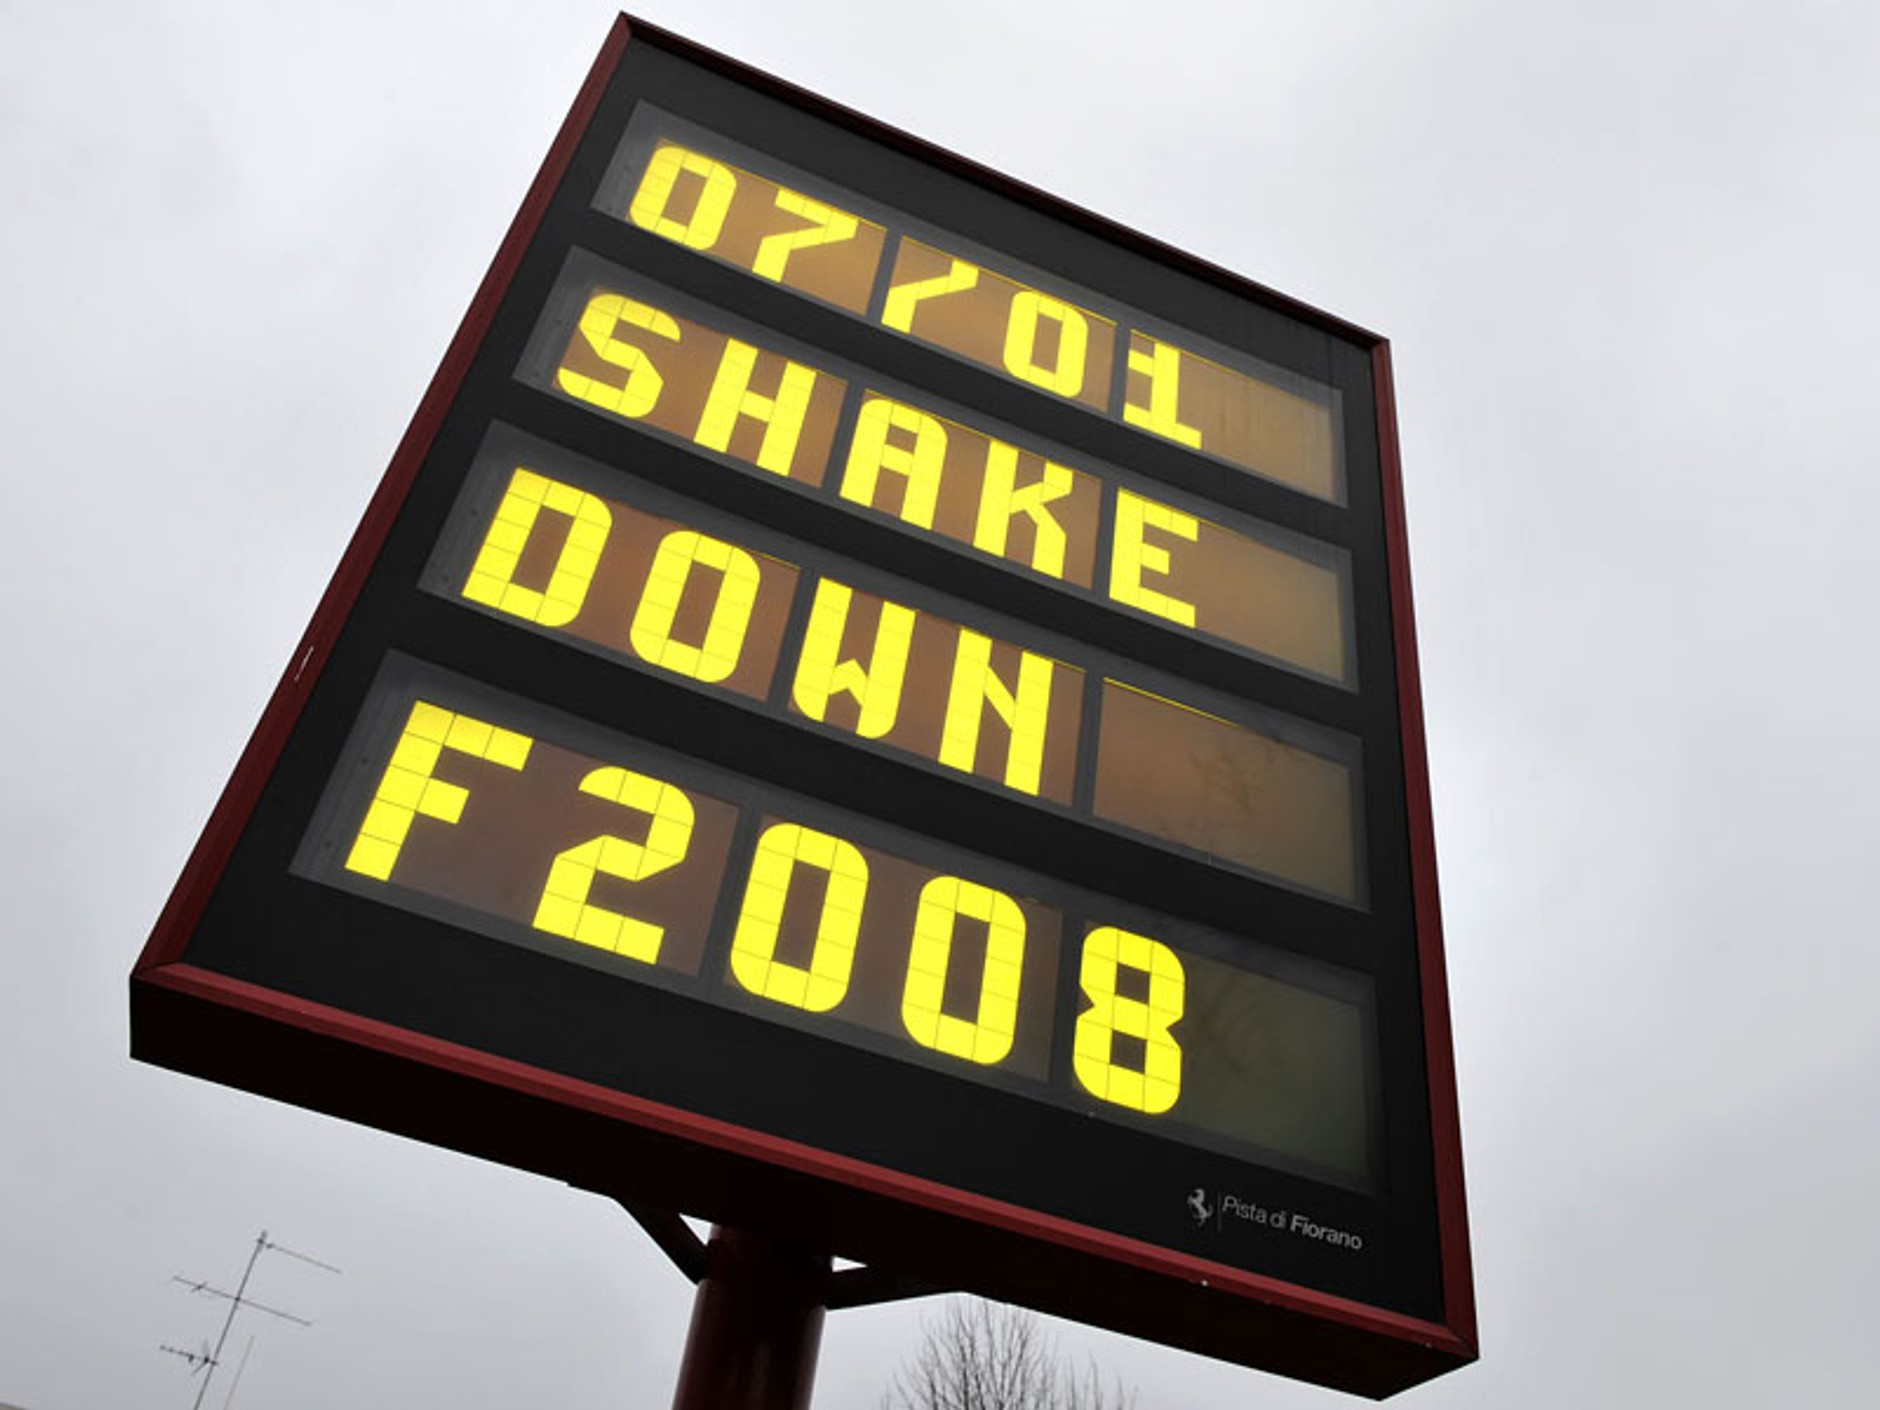 07/01
SHAKE
DOWN
F2008
Pista di Fiorano